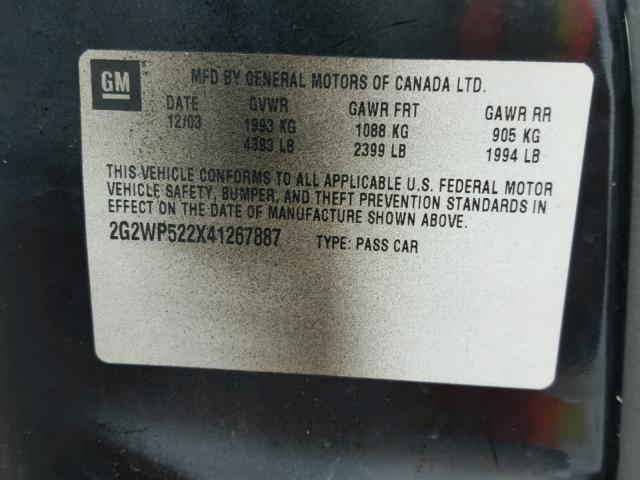 GM
MFD BY GENERAL MOTORS OF CANADA LTD.
DATE GVWR GAWR FRT GAWR RR
12/03 1993 KG 1088 KG 905 KG
4393 LB 2399 LB 1994 LB
THIS VEHICLE CONFORMS TO ALL APPLICABLE U.S. FEDERAL MOTOR
VEHICLE SAFETY, BUMPER, AND THEFT PREVENTION STANDARDS IN
EFFECT ON THE DATE OF MANUFACTURE SHOWN ABOVE.
2G2WP522X41267887 TYPE: PASS CAR